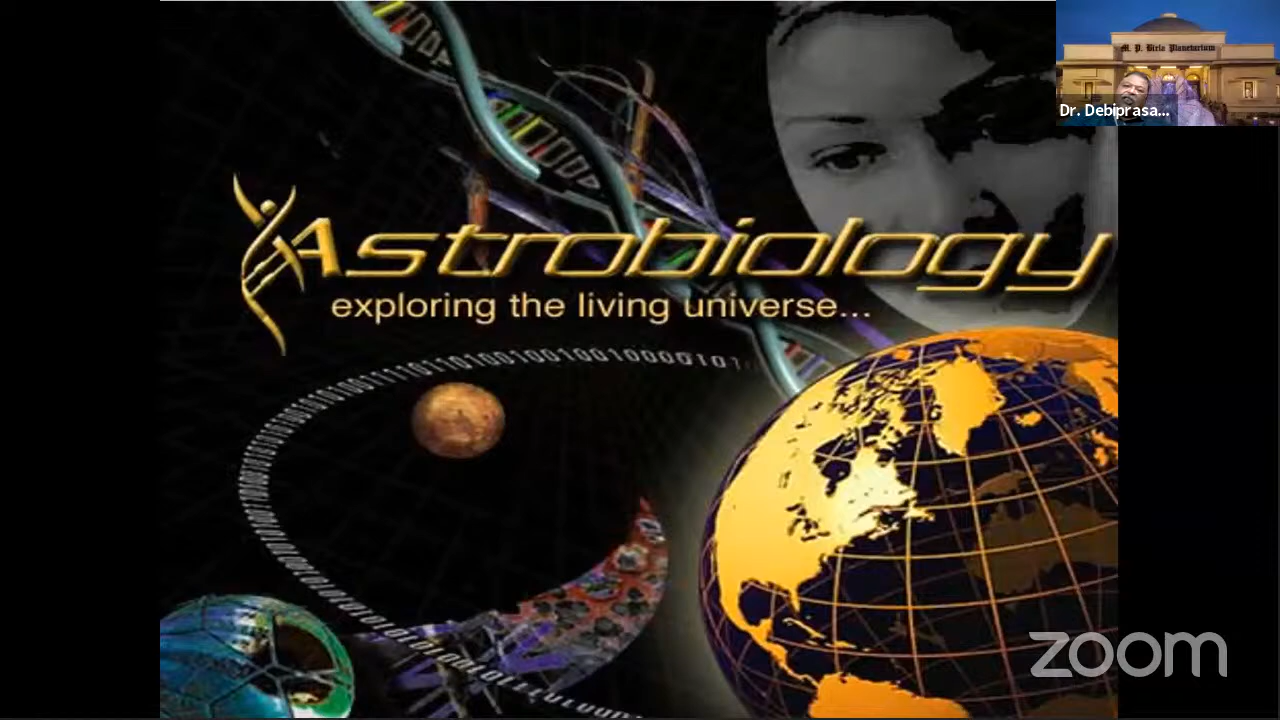 M. P. Birla Planetarium
Dr. Debiprasa...
Astrobiology
exploring the living universe...
zoom